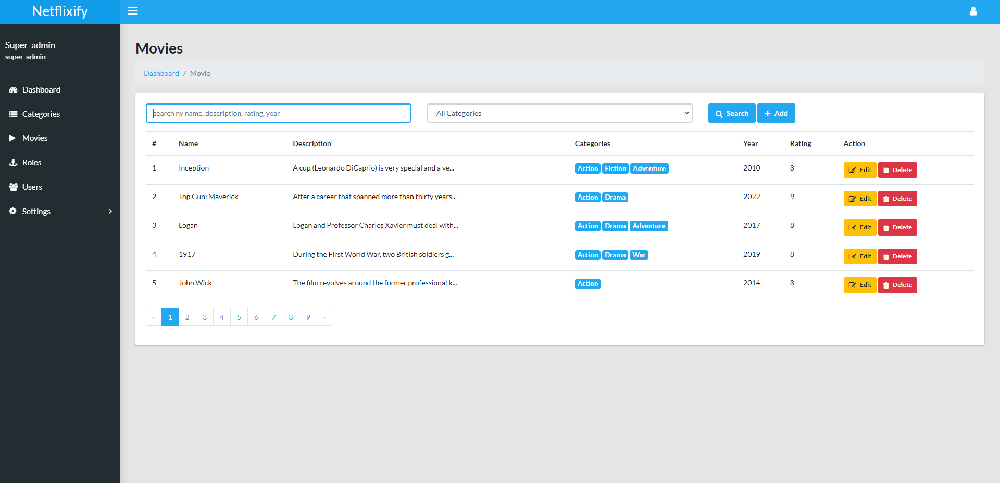 Netflixify
Super_admin
super_admin
Dashboard
Categories
Movies
Roles
Users
Settings
Movies
Dashboard / Movie
search ny name, description, rating, year All Categories Search Add
# Name Description Categories Year Rating Action
1 Inception A cup (Leonardo DiCaprio) is very special and a ve... Action Fiction Adventure 2010 8 Edit Delete
2 Top Gun: Maverick After a career that spanned more than thirty years... Action Drama 2022 9 Edit Delete
3 Logan Logan and Professor Charles Xavier must deal with... Action Drama Adventure 2017 8 Edit Delete
4 1917 During the First World War, two British soldiers g... Action Drama War 2019 8 Edit Delete
5 John Wick The film revolves around the former professional k... Action 2014 8 Edit Delete
‹ 1 2 3 4 5 6 7 8 9 ›